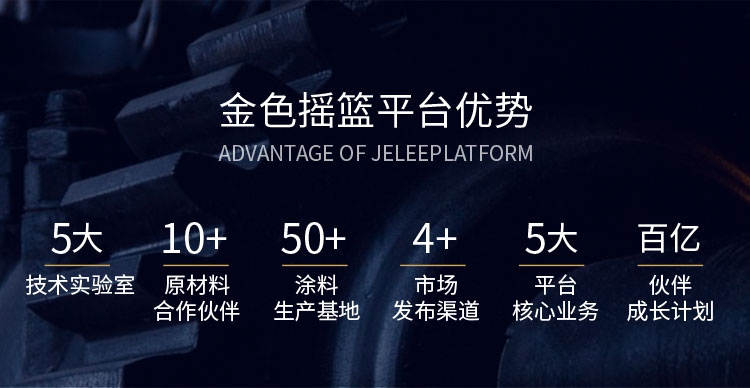 金色摇篮平台优势
ADVANTAGE OF JELEEPLATFORM
5大 10+ 50+ 4+ 5大 百亿
技术实验室 原材料 涂料 市场 平台 伙伴
合作伙伴 生产基地 发布渠道 核心业务 成长计划